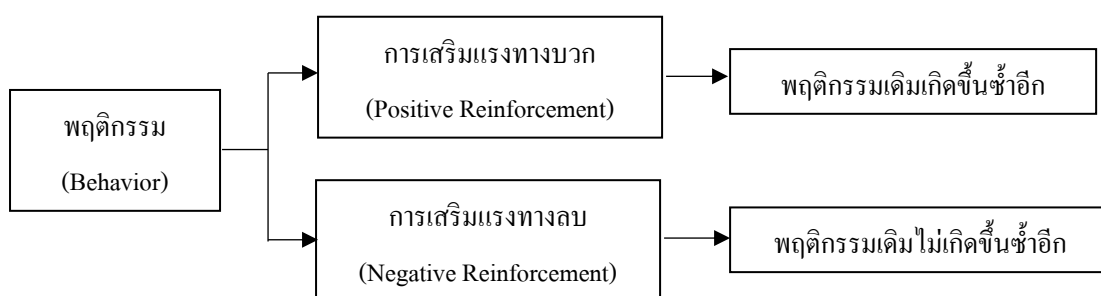 พฤติกรรม
(Behavior)
การเสริมแรงทางบวก
(Positive Reinforcement)
พฤติกรรมเดิมเกิดขึ้นซ้ำอีก
การเสริมแรงทางลบ
(Negative Reinforcement)
พฤติกรรมเดิมไม่เกิดขึ้นซ้ำอีก